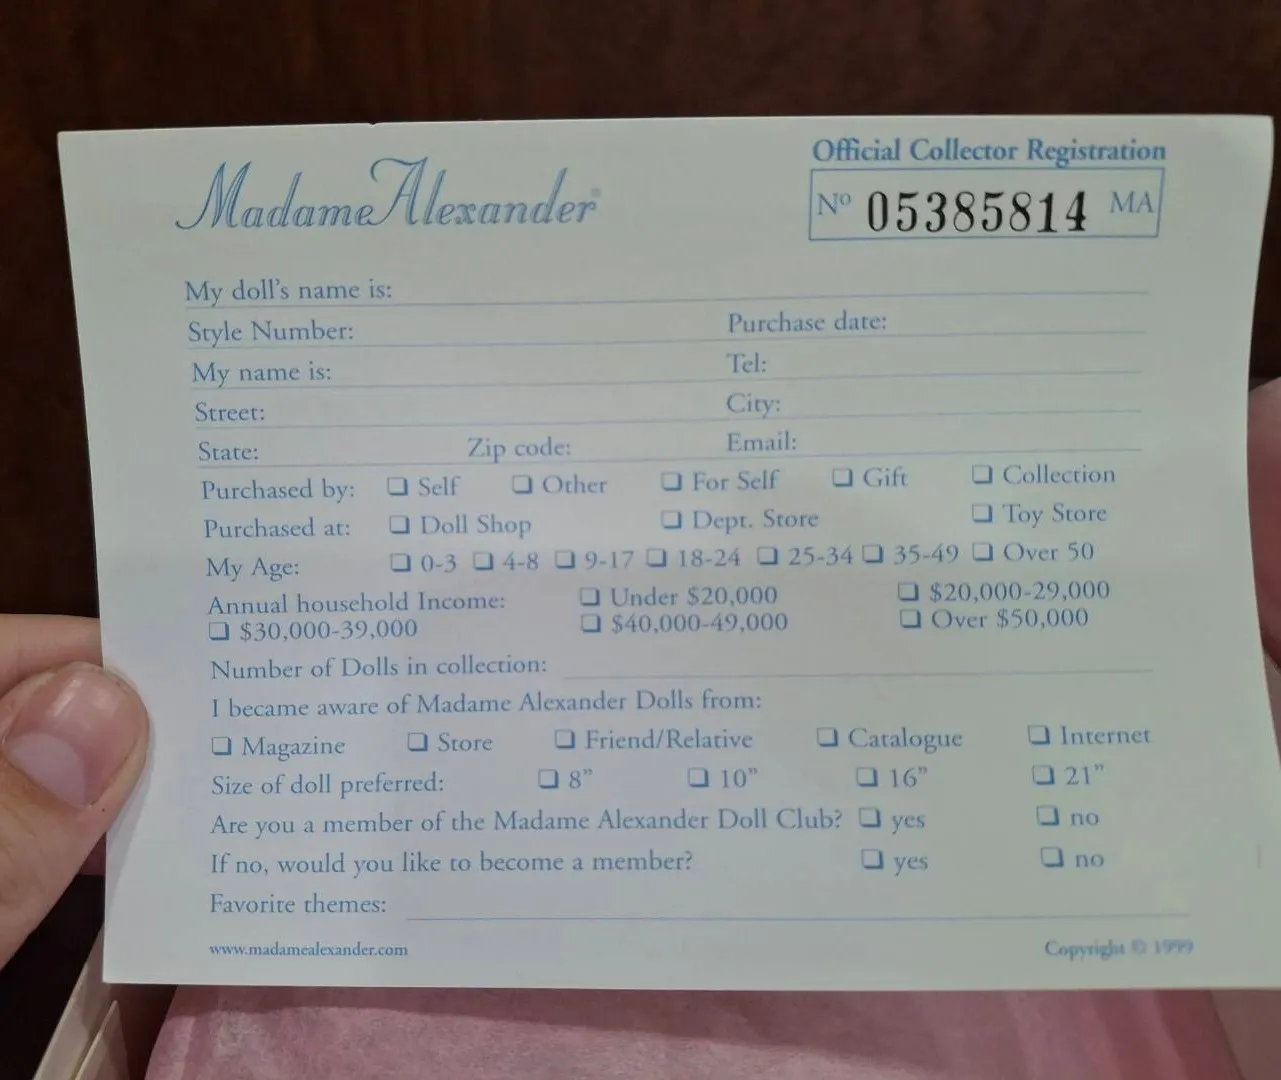 Madame Alexander®
Official Collector Registration
Nº 05385814 MA
My doll's name is:
Style Number: Purchase date:
My name is: Tel:
Street: City:
State: Zip code: Email:
Purchased by: ❏ Self ❏ Other ❏ For Self ❏ Gift ❏ Collection
Purchased at: ❏ Doll Shop ❏ Dept. Store ❏ Toy Store
My Age: ❏ 0-3 ❏ 4-8 ❏ 9-17 ❏ 18-24 ❏ 25-34 ❏ 35-49 ❏ Over 50
Annual household Income: ❏ Under $20,000 ❏ $20,000-29,000
❏ $30,000-39,000 ❏ $40,000-49,000 ❏ Over $50,000
Number of Dolls in collection:
I became aware of Madame Alexander Dolls from:
❏ Magazine ❏ Store ❏ Friend/Relative ❏ Catalogue ❏ Internet
Size of doll preferred: ❏ 8” ❏ 10” ❏ 16” ❏ 21”
Are you a member of the Madame Alexander Doll Club? ❏ yes ❏ no
If no, would you like to become a member? ❏ yes ❏ no
Favorite themes:
www.madamealexander.com Copyright © 1999